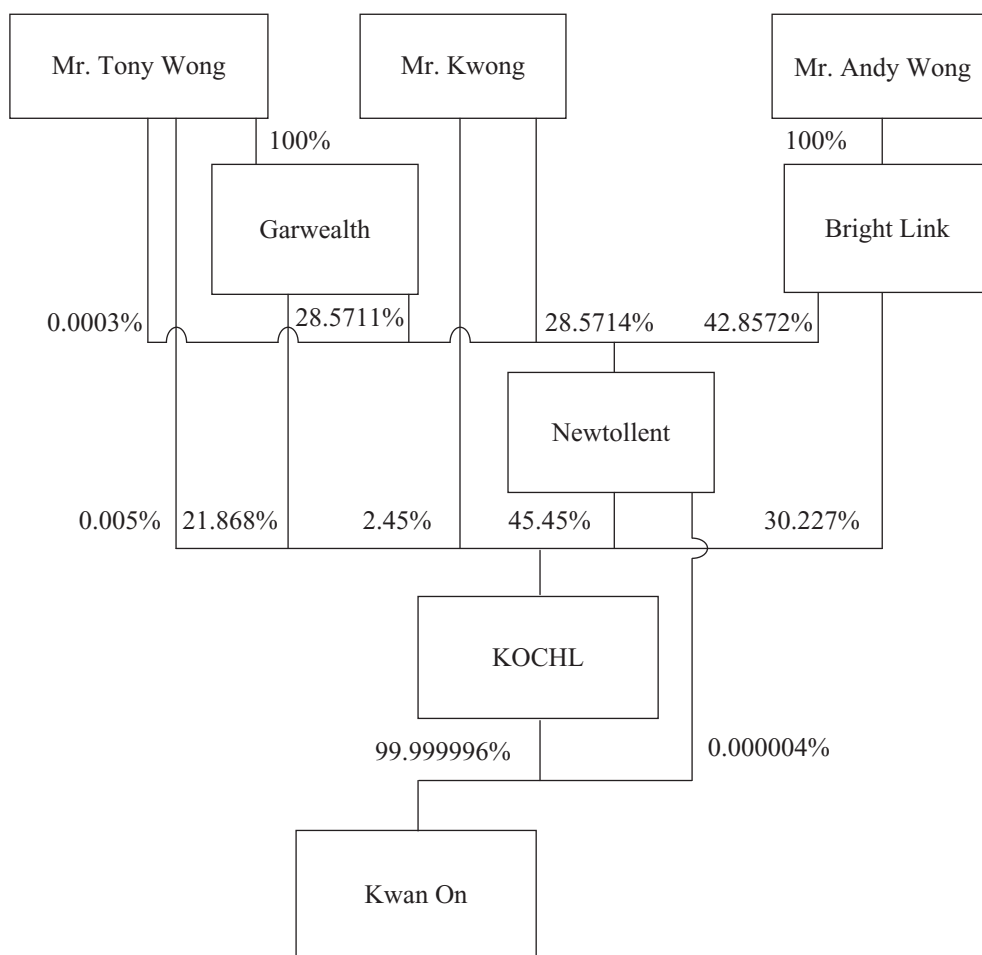 Mr. Tony Wong
Mr. Kwong
Mr. Andy Wong
100%
100%
Garwealth
Bright Link
0.0003%
28.5711%
28.5714%
42.8572%
Newtollent
0.005%
21.868%
2.45%
45.45%
30.227%
KOCHL
99.999996%
0.000004%
Kwan On